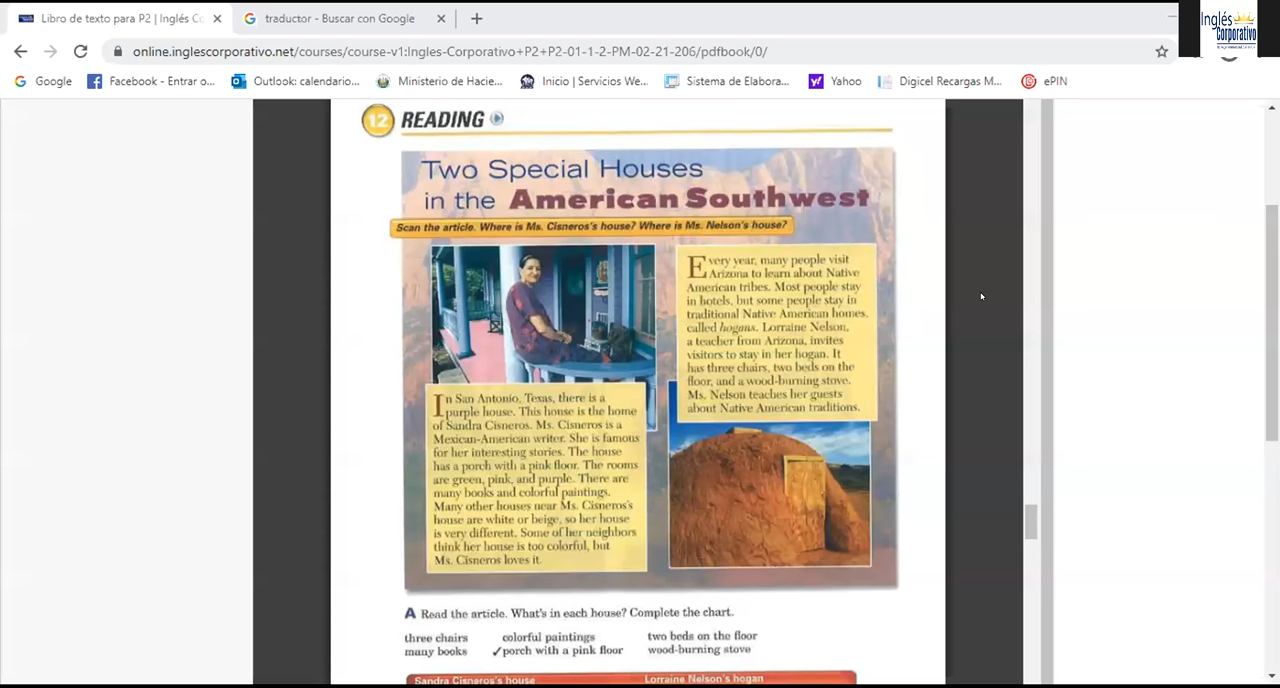 Libro de texto para P2 | Inglés Co
traductor - Buscar con Google
online.inglescorporativo.net/courses/course-v1:Ingles-Corporativo+P2+P2-01-1-2-PM-02-21-206/pdfbook/0/
Inglés
Corporativo
Google
Facebook - Entrar o...
Outlook: calendario...
Ministerio de Hacie...
Inicio | Servicios We...
Sistema de Elabora...
Yahoo
Digicel Recargas M...
ePIN
12 READING
Two Special Houses
in the American Southwest
Scan the article. Where is Ms. Cisneros's house? Where is Ms. Nelson's house?
In San Antonio, Texas, there is a
purple house. This house is the home
of Sandra Cisneros. Ms. Cisneros is a
Mexican-American writer. She is famous
for her interesting stories. The house
has a porch with a pink floor. The rooms
are green, pink, and purple. There are
many books and colorful paintings.
Many other houses near Ms. Cisneros's
house are white or beige, so her house
is very different. Some of her neighbors
think her house is too colorful, but
Ms. Cisneros loves it.
Every year, many people visit
Arizona to learn about Native
American tribes. Most people stay
in hotels, but some people stay in
traditional Native American homes,
called hogans. Lorraine Nelson,
a teacher from Arizona, invites
visitors to stay in her hogan. It
has three chairs, two beds on the
floor, and a wood-burning stove.
Ms. Nelson teaches her guests
about Native American traditions.
A Read the article. What's in each house? Complete the chart.
three chairs colorful paintings two beds on the floor
many books ✓porch with a pink floor wood-burning stove
Sandra Cisneros's house Lorraine Nelson's hogan